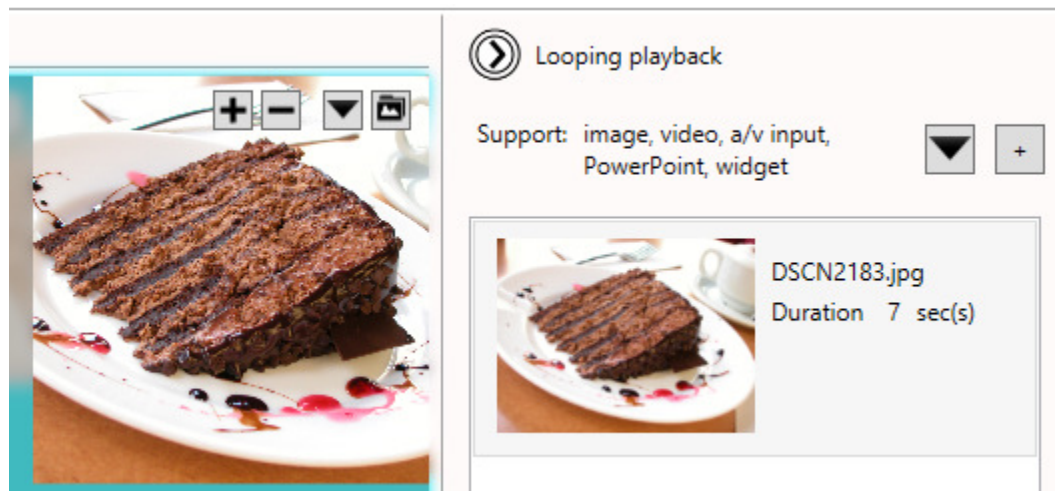 Looping playback
Support: image, video, a/v input,
PowerPoint, widget
+
DSCN2183.jpg
Duration 7 sec(s)